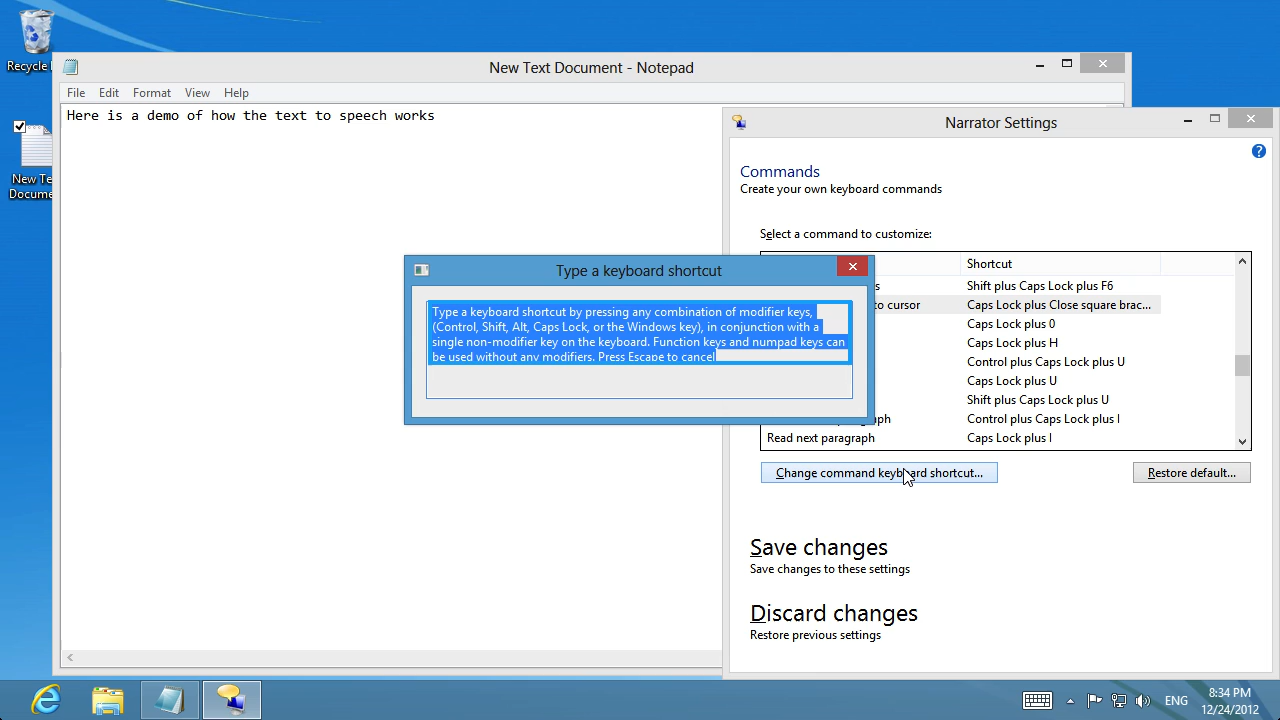 Recycle
New Te
Docume
New Text Document - Notepad
File Edit Format View Help
Here is a demo of how the text to speech works
Narrator Settings
Commands
Create your own keyboard commands
Select a command to customize:
Shortcut
s Shift plus Caps Lock plus F6
to cursor Caps Lock plus Close square brac...
Caps Lock plus 0
Caps Lock plus H
Control plus Caps Lock plus U
Caps Lock plus U
Shift plus Caps Lock plus U
Control plus Caps Lock plus I
Read next paragraph Caps Lock plus I
Type a keyboard shortcut
Type a keyboard shortcut by pressing any combination of modifier keys,
(Control, Shift, Alt, Caps Lock, or the Windows key), in conjunction with a
single non-modifier key on the keyboard. Function keys and numpad keys can
be used without any modifiers. Press Escape to cancel
Change command keyboard shortcut... Restore default...
Save changes
Save changes to these settings
Discard changes
Restore previous settings
ENG
8:34 PM
12/24/2012